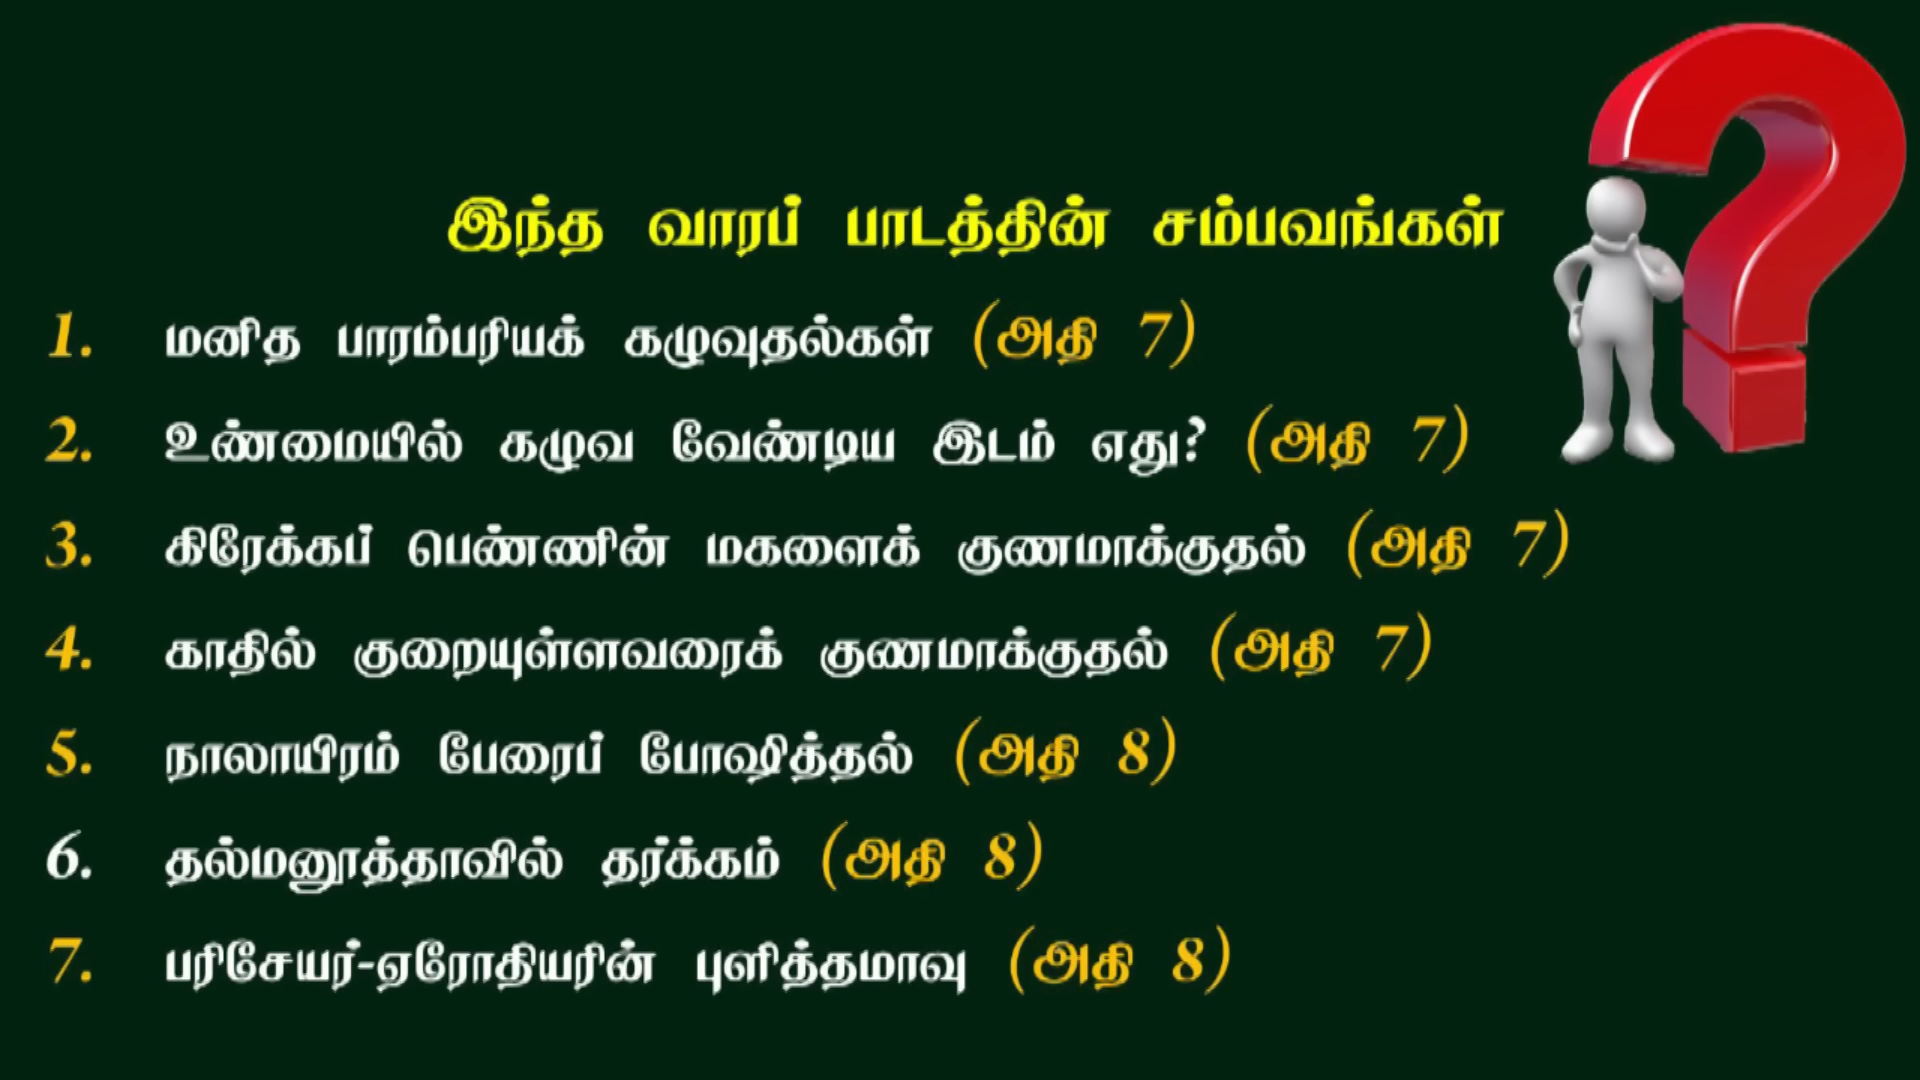 இந்த வாரப் பாடத்தின் சம்பவங்கள்
1. மனித பாரம்பரியக் கழுவுதல்கள் (அதி 7)
2. உண்மையில் கழுவ வேண்டிய இடம் எது? (அதி 7)
3. கிரேக்கப் பெண்ணின் மகளைக் குணமாக்குதல் (அதி 7)
4. காதில் குறையுள்ளவரைக் குணமாக்குதல் (அதி 7)
5. நாலாயிரம் பேரைப் போஷித்தல் (அதி 8)
6. தல்மனூத்தாவில் தர்க்கம் (அதி 8)
7. பரிசேயர்-ஏரோதியரின் புளித்தமாவு (அதி 8)